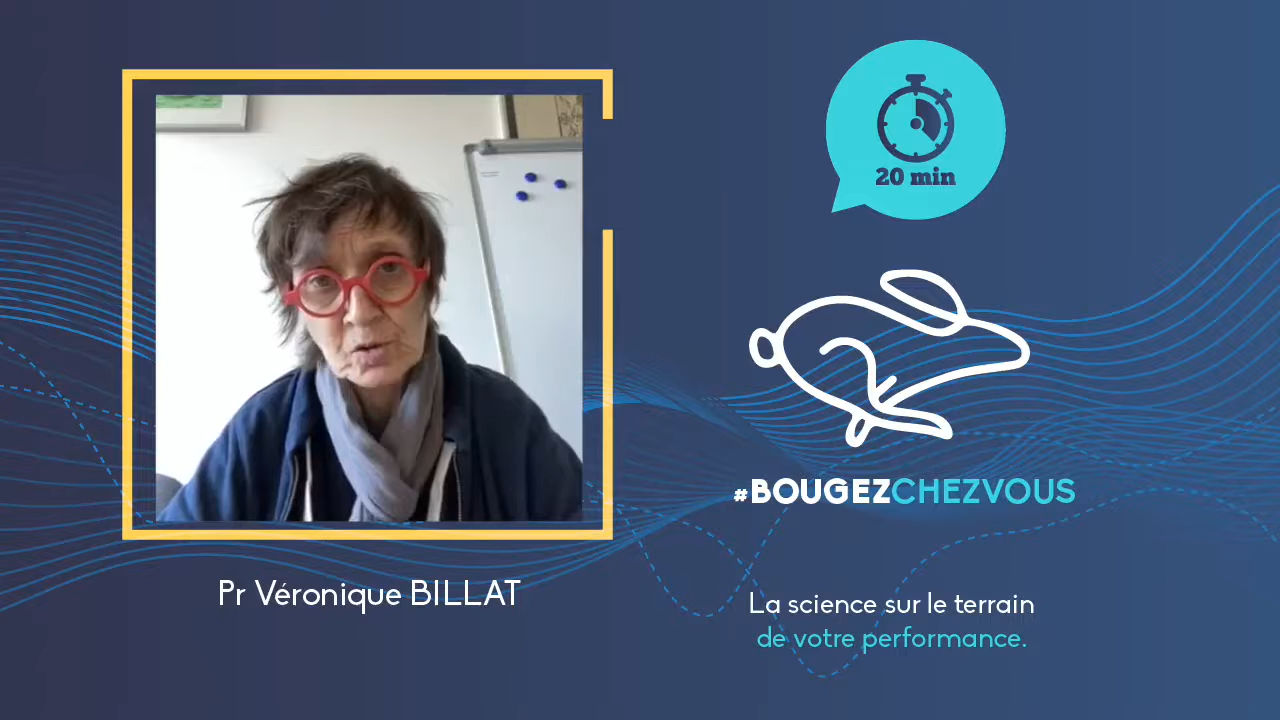 20 min
#BOUGEZCHEZVOUS
Pr Véronique BILLAT
La science sur le terrain
de votre performance.